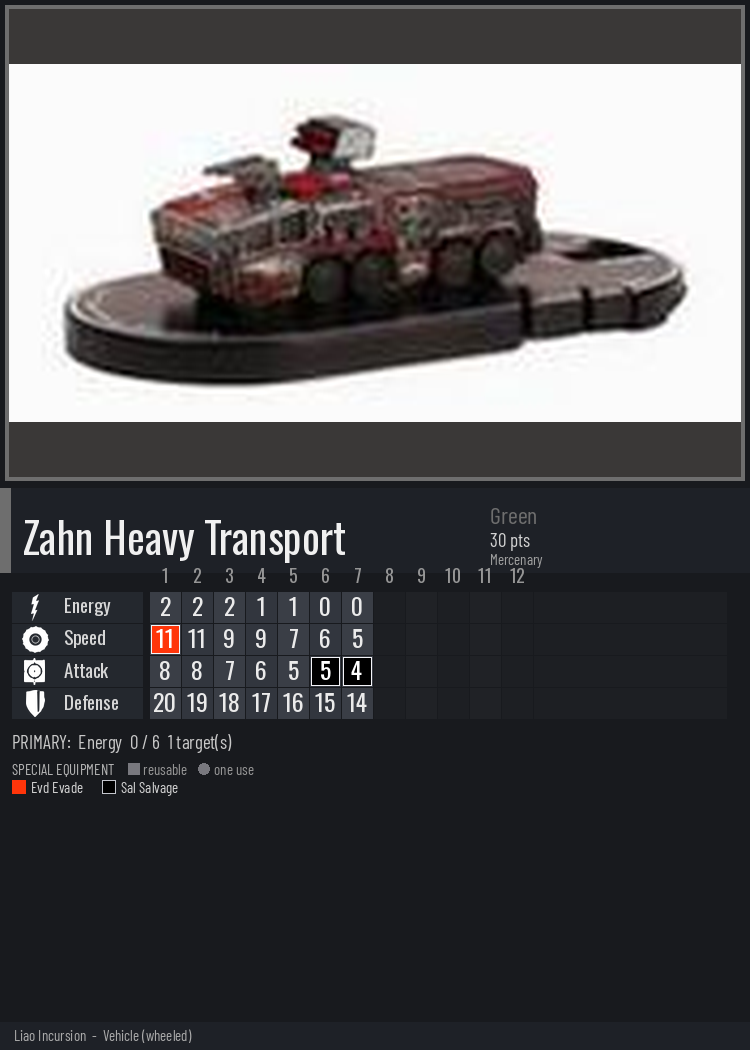 Zahn Heavy Transport
Green
30 pts
Mercenary
1 2 3 4 5 6 7 8 9 10 11 12
Energy 2 2 2 1 1 0 0
Speed 11 11 9 9 7 6 5
Attack 8 8 7 6 5 5 4
Defense 20 19 18 17 16 15 14
PRIMARY: Energy 0 / 6 1 target(s)
SPECIAL EQUIPMENT reusable one use
Evd Evade Sal Salvage
Liao Incursion - Vehicle (wheeled)